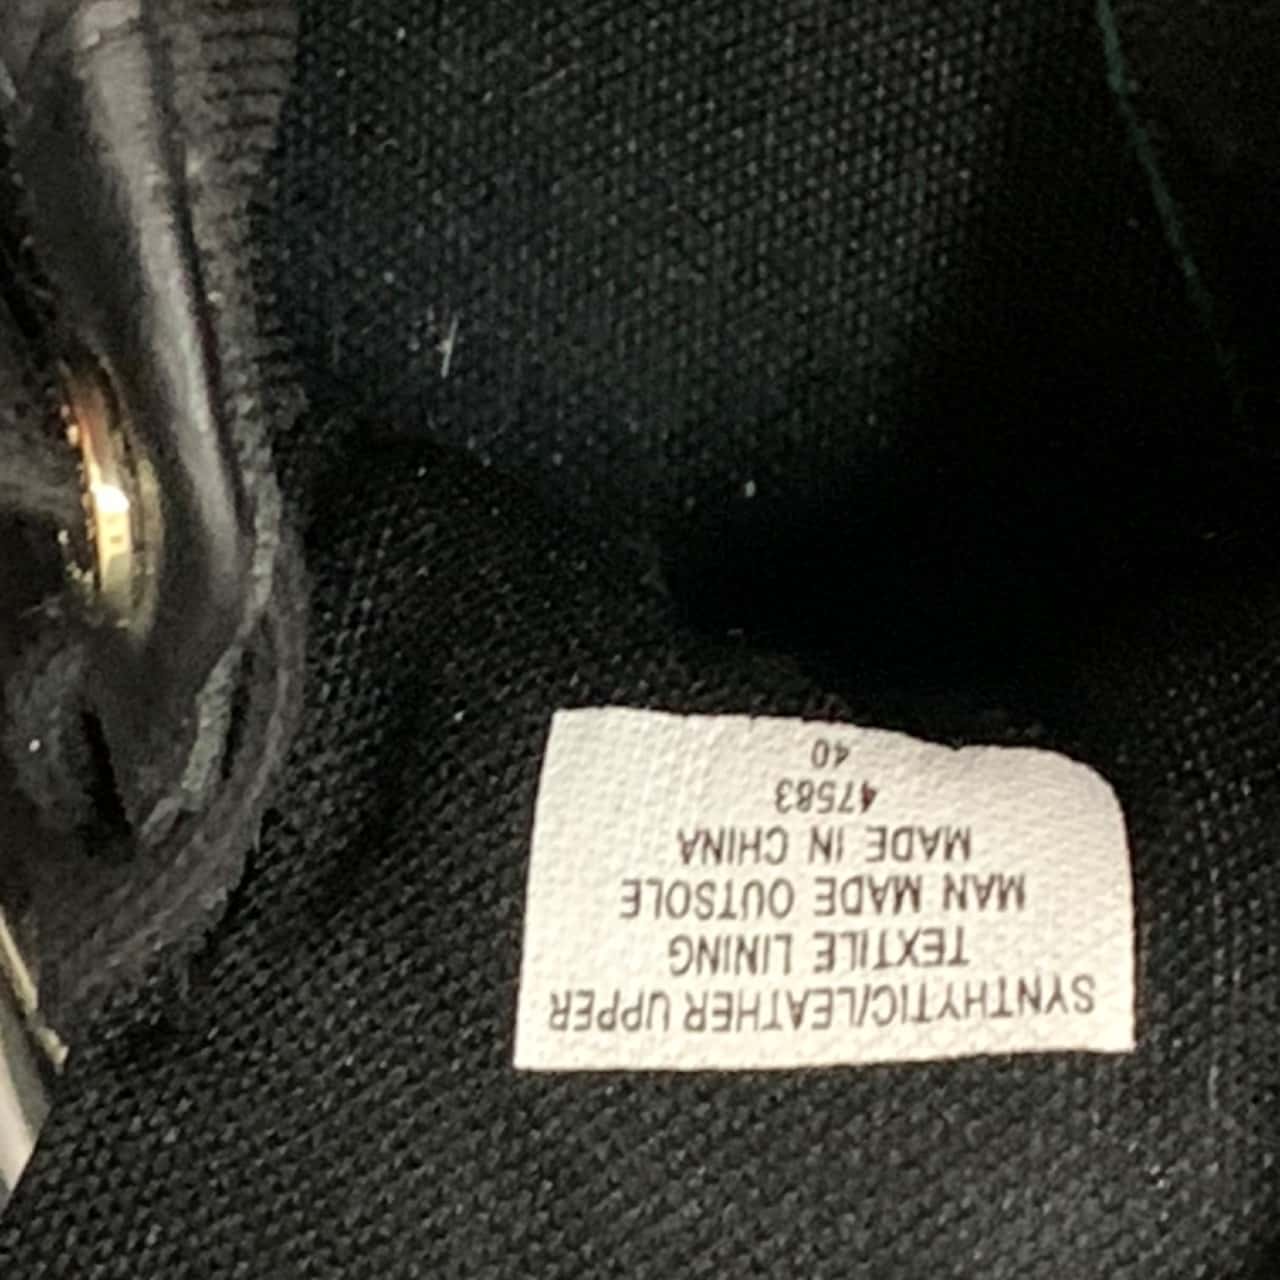 SYNTHYTIC/LEATHER UPPER
TEXTILE LINING
MAN MADE OUTSOLE
MADE IN CHINA
47583
40